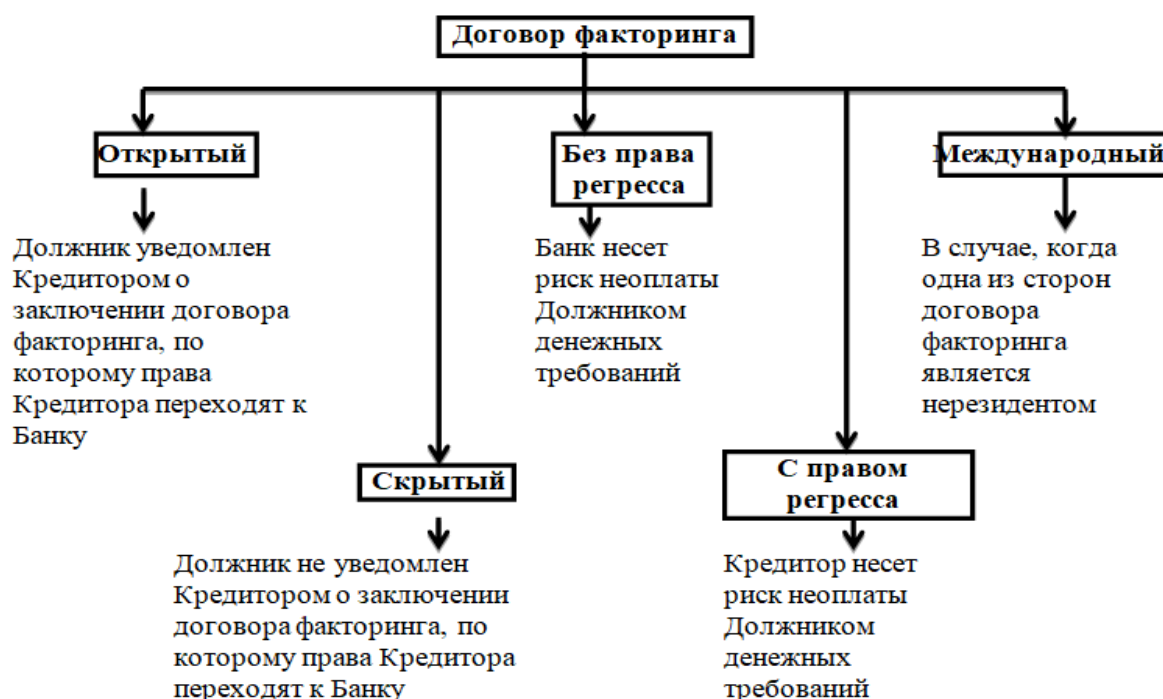 Договор факторинга
Открытый
Без права
регресса
Международный
Должник уведомлен
Кредитором о
заключении договора
факторинга, по
которому права
Кредитора переходят к
Банку
Банк несет
риск неоплаты
Должником
денежных
требований
В случае, когда
одна из сторон
договора
факторинга
является
нерезидентом
Скрытый
С правом
регресса
Должник не уведомлен
Кредитором о заключении
договора факторинга, по
которому права Кредитора
переходят к Банку
Кредитор несет
риск неоплаты
Должником
денежных
требований